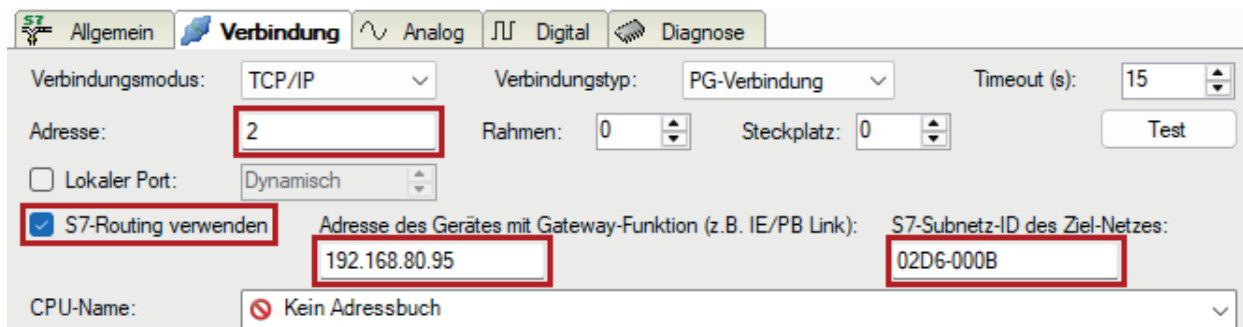 S7 Allgemein Verbindung Analog Digital Diagnose
Verbindungsmodus: TCP/IP Verbindungstyp: PG-Verbindung Timeout (s): 15
Adresse: 2 Rahmen: 0 Steckplatz: 0 Test
Lokaler Port: Dynamisch
S7-Routing verwenden Adresse des Gerätes mit Gateway-Funktion (z.B. IE/PB Link): S7-Subnetz-ID des Ziel-Netzes:
192.168.80.95 02D6-000B
CPU-Name: Kein Adressbuch